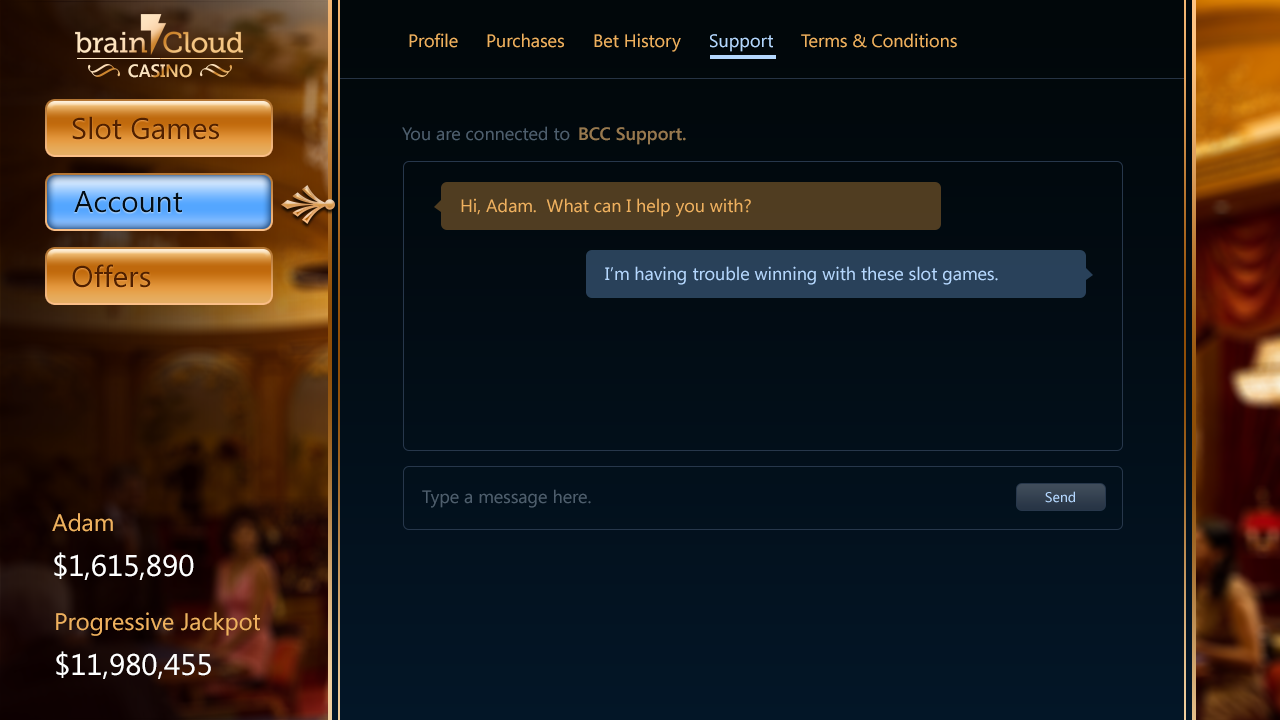 brainCloud
CASINO
Slot Games
Account
Offers
Adam
$1,615,890
Progressive Jackpot
$11,980,455
Profile
Purchases
Bet History
Support
Terms & Conditions
You are connected to BCC Support.
Hi, Adam.  What can I help you with?
I'm having trouble winning with these slot games.
Type a message here.
Send